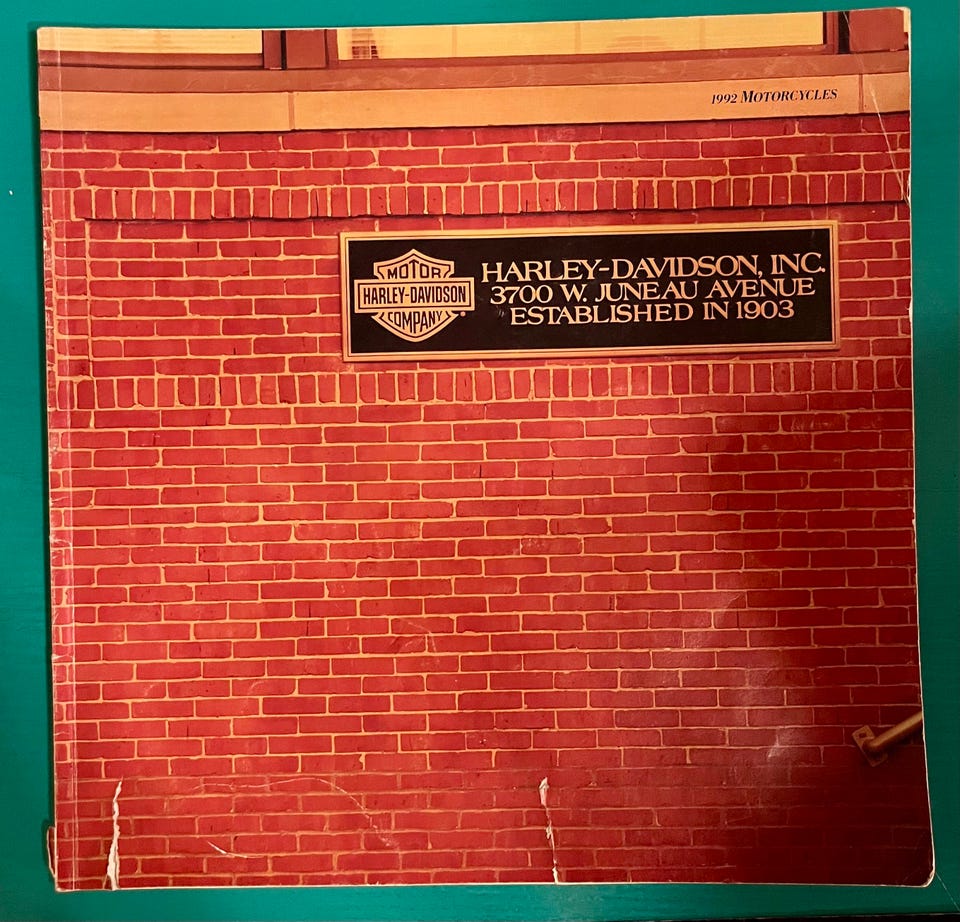 1992 MOTORCYCLES
MOTOR
HARLEY-DAVIDSON
COMPANY
HARLEY-DAVIDSON, INC.
3700 W. JUNEAU AVENUE
ESTABLISHED IN 1903